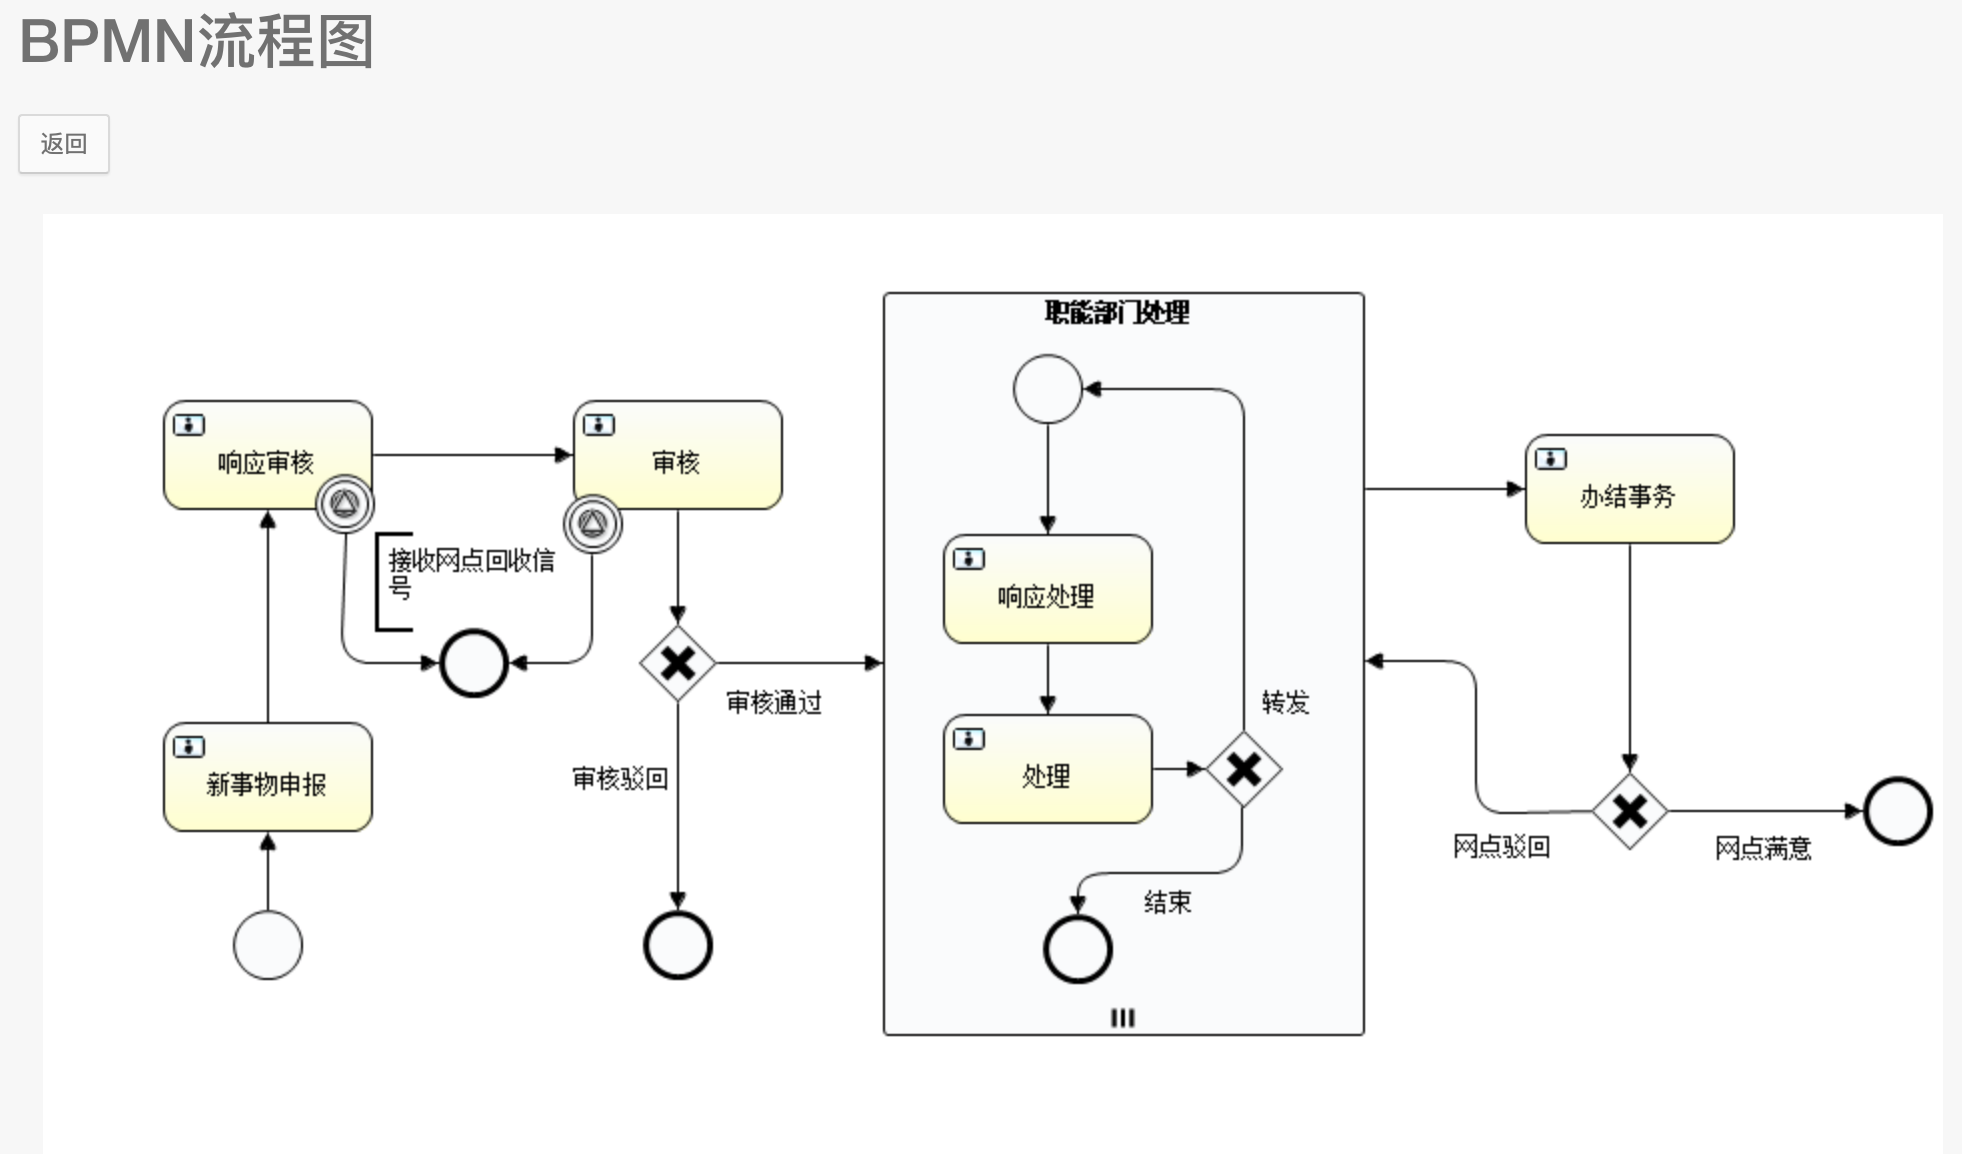 BPMN流程图
返回
职能部门处理
响应审核
审核
办结事务
接收网点回收信
号
响应处理
审核通过
转发
审核驳回
新事物申报
处理
网点驳回
网点满意
结束